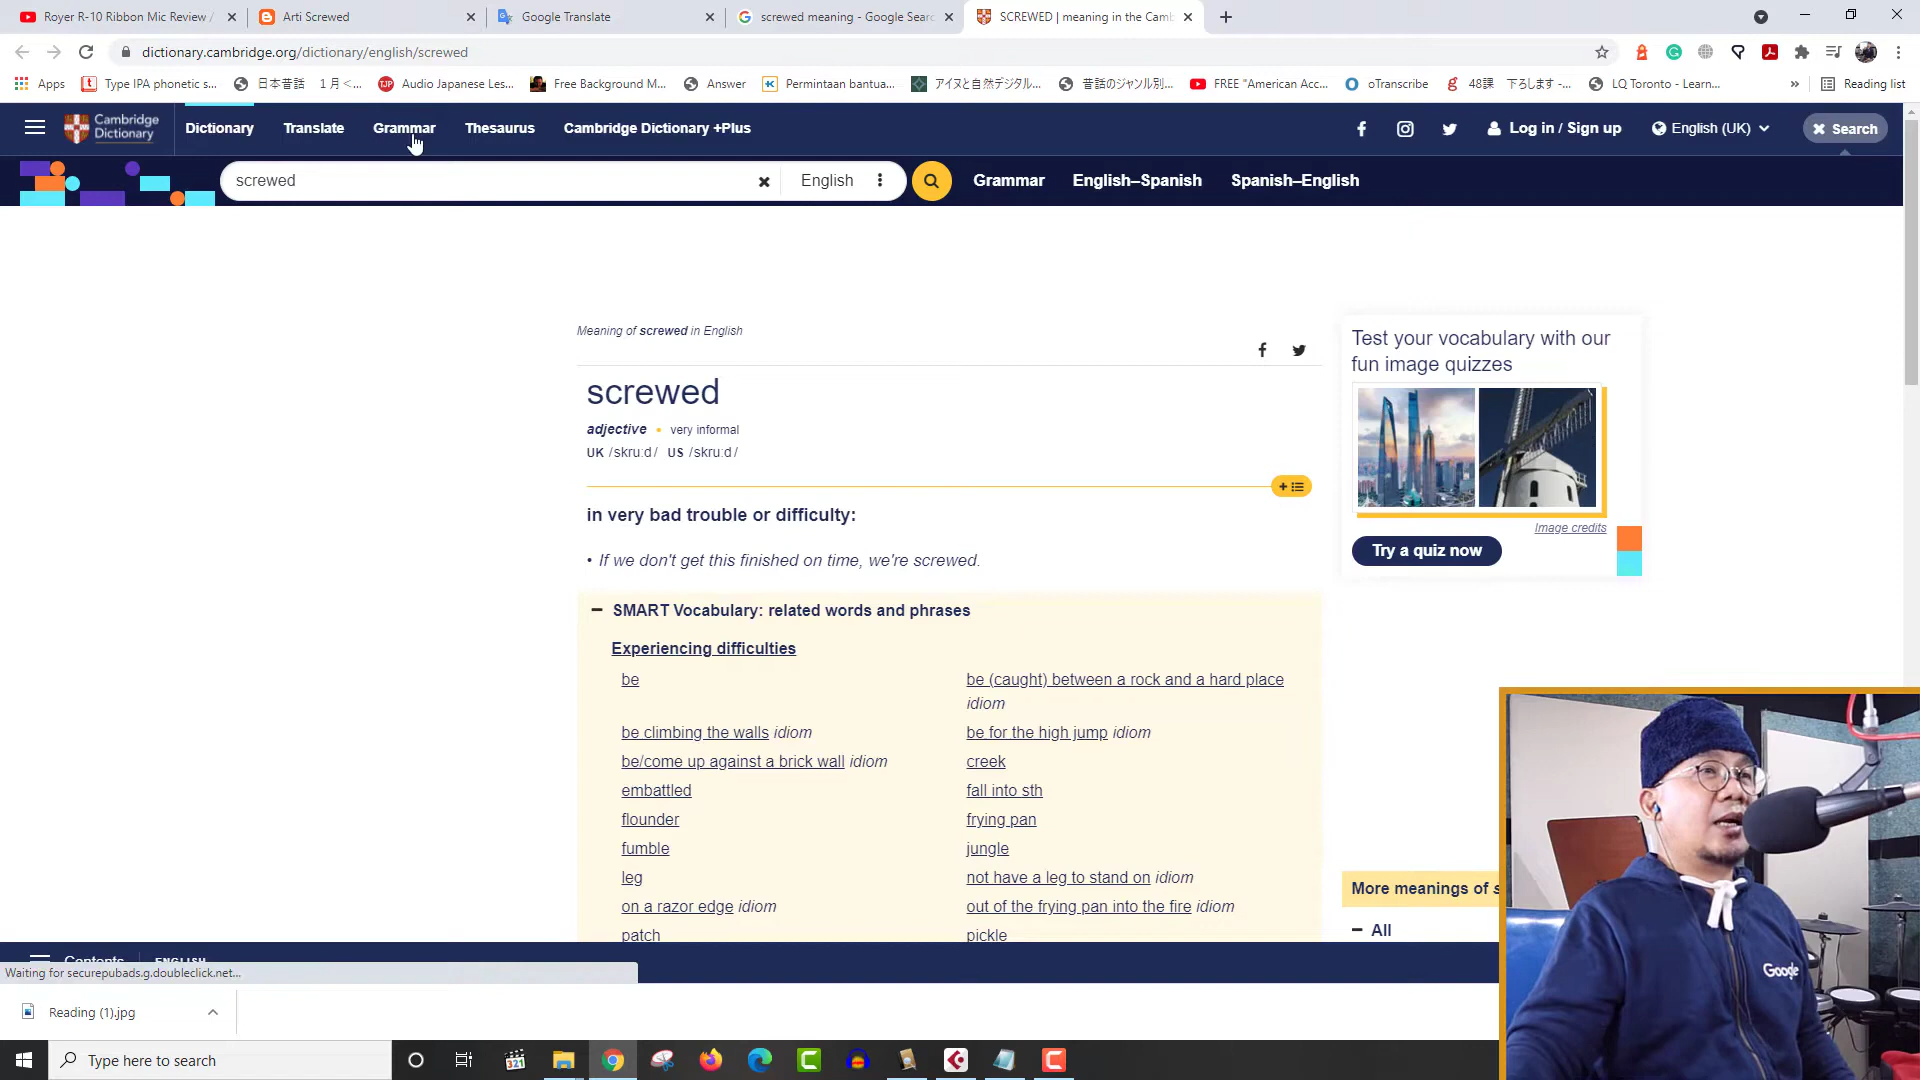 Royer R-10 Ribbon Mic Review /
Arti Screwed
Google Translate
screwed meaning - Google Searc
SCREWED | meaning in the Camb
dictionary.cambridge.org/dictionary/english/screwed
Apps
Type IPA phonetic s...
日本昔話 1 月<...
Audio Japanese Les...
Free Background M...
Answer
Permintaan bantua...
アイヌと自然デジタル...
昔話のジャンル別...
FREE "American Acc...
oTranscribe
48課 下ろします -...
LQ Toronto - Learn...
»
Reading list
Cambridge
Dictionary
Dictionary
Translate
Grammar
Thesaurus
Cambridge Dictionary +Plus
Log in / Sign up
English (UK)
Search
screwed
English
Grammar
English–Spanish
Spanish–English
Meaning of screwed in English
screwed
adjective • very informal
UK /skruːd/ US /skruːd/
in very bad trouble or difficulty:
• If we don't get this finished on time, we're screwed.
SMART Vocabulary: related words and phrases
Experiencing difficulties
be
be (caught) between a rock and a hard place
idiom
be climbing the walls idiom
be for the high jump idiom
be/come up against a brick wall idiom
creek
embattled
fall into sth
flounder
frying pan
fumble
jungle
leg
not have a leg to stand on idiom
on a razor edge idiom
out of the frying pan into the fire idiom
patch
pickle
Test your vocabulary with our
fun image quizzes
Image credits
Try a quiz now
More meanings of s
All
Contents
ENGLISH
Waiting for securepubads.g.doubleclick.net...
Reading (1).jpg
Type here to search
321
Google